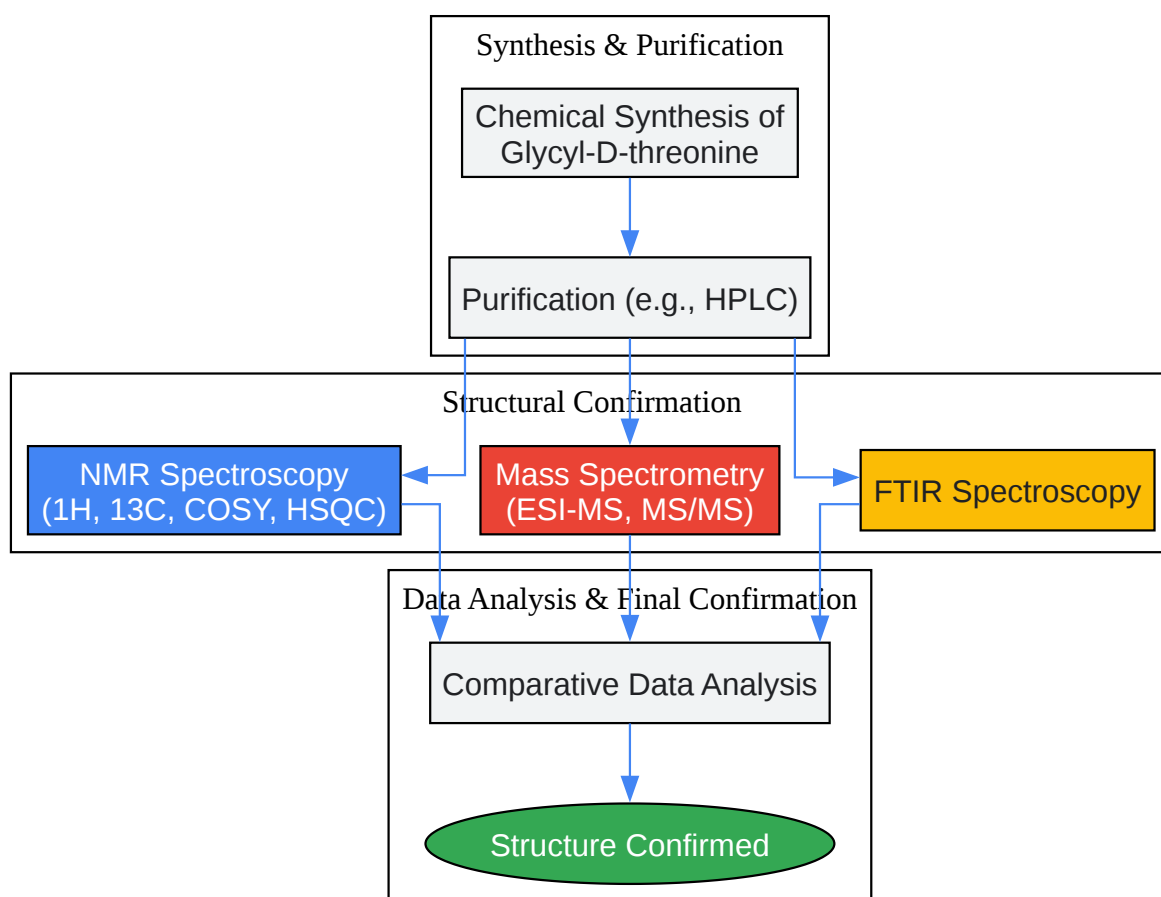 Synthesis & Purification
Chemical Synthesis of
Glycyl-D-threonine
Purification (e.g., HPLC)
Structural Confirmation
NMR Spectroscopy
(1H, 13C, COSY, HSQC)
Mass Spectrometry
(ESI-MS, MS/MS)
FTIR Spectroscopy
Data Analysis & Final Confirmation
Comparative Data Analysis
Structure Confirmed